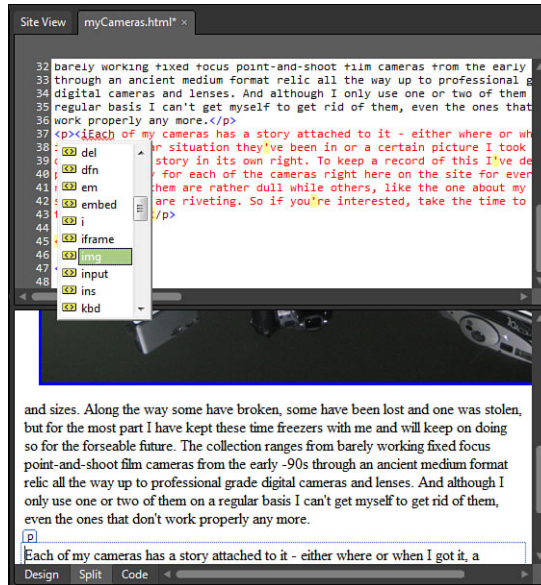 Site View myCameras.html* ×
32 barely working fixed focus point-and-shoot film cameras from the early
33 through an ancient medium format relic all the way up to professional g
34 digital cameras and lenses. And although I only use one or two of them
35 regular basis I can't get myself to get rid of them, even the ones that
36 work properly any more.</p>
37 <p><iEach of my cameras has a story attached to it - either where or wh
38 ar situation they've been in or a certain picture I took
39 story in its own right. To keep a record of this I've de
40 y for each of the cameras right here on the site for ever
41 them are rather dull while others, like the one about my
42 are riveting. So if you're interested, take the time to
43 /p>
44
45
46
47
48
del
dfn
em
embed
i
iframe
img
input
ins
kbd
and sizes. Along the way some have broken, some have been lost and one was stolen,
but for the most part I have kept these time freezers with me and will keep on doing
so for the forseable future. The collection ranges from barely working fixed focus
point-and-shoot film cameras from the early -90s through an ancient medium format
relic all the way up to professional grade digital cameras and lenses. And although I
only use one or two of them on a regular basis I can't get myself to get rid of them,
even the ones that don't work properly any more.
p
Each of my cameras has a story attached to it - either where or when I got it, a
Design Split Code